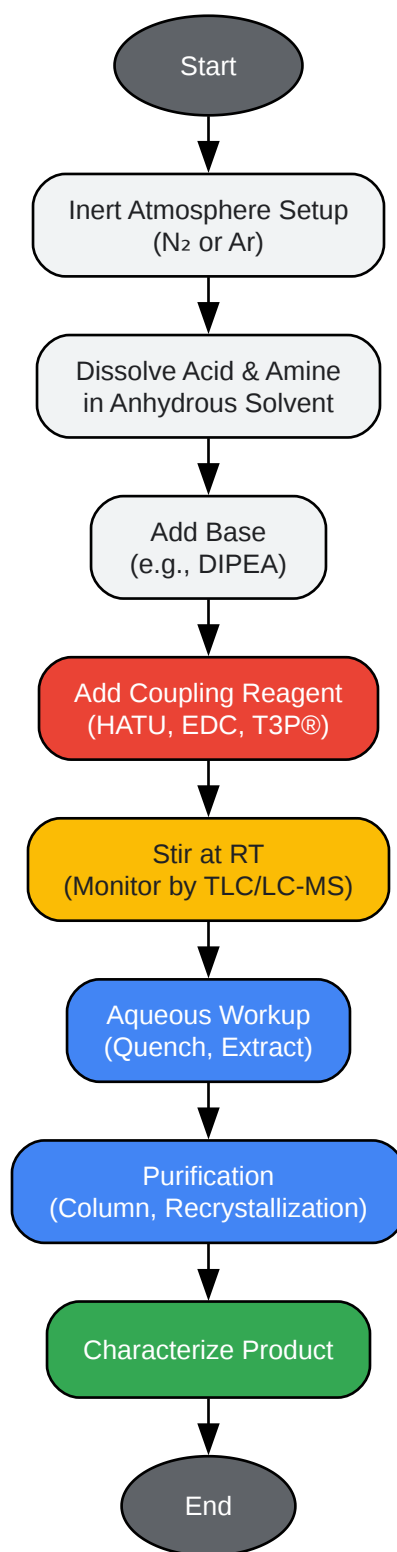 Start
Inert Atmosphere Setup
(N₂ or Ar)
Dissolve Acid & Amine
in Anhydrous Solvent
Add Base
(e.g., DIPEA)
Add Coupling Reagent
(HATU, EDC, T3P®)
Stir at RT
(Monitor by TLC/LC-MS)
Aqueous Workup
(Quench, Extract)
Purification
(Column, Recrystallization)
Characterize Product
End